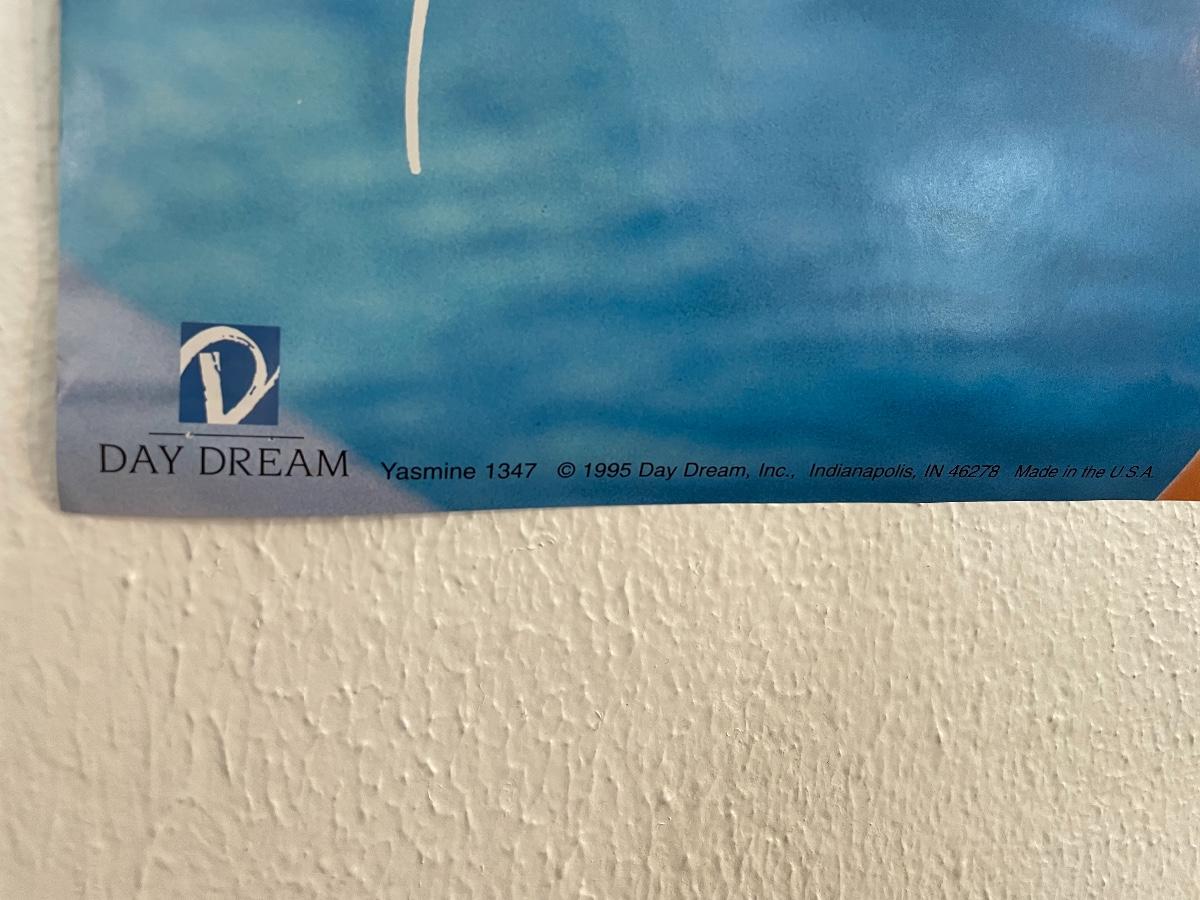 DAY DREAM
Yasmine 1347 © 1995 Day Dream, Inc., Indianapolis, IN 46278 Made in the U.S.A.